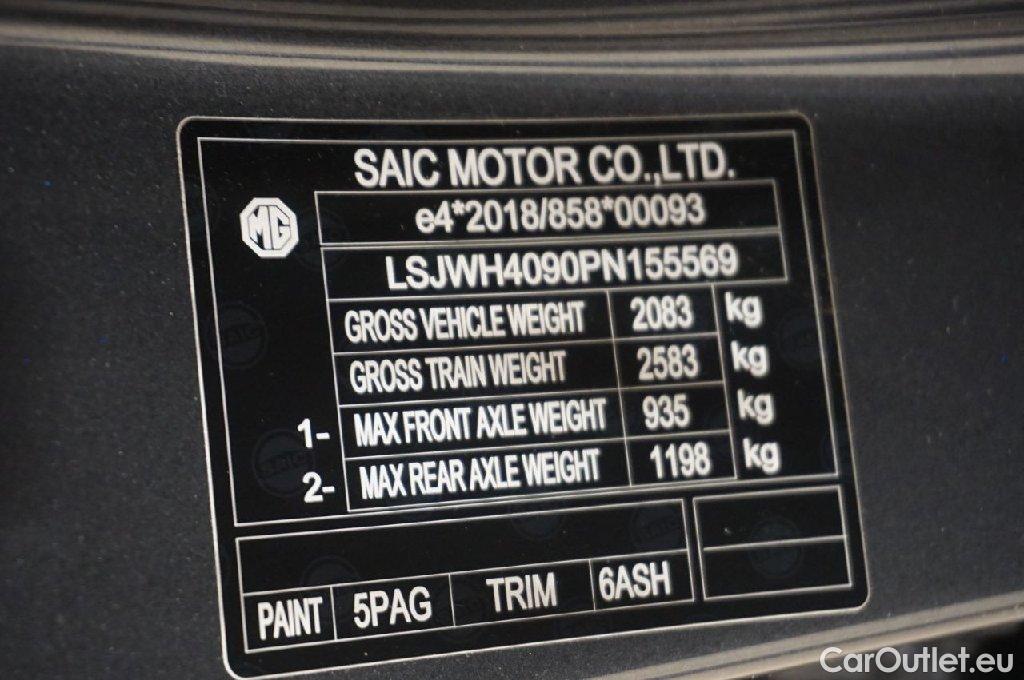 SAIC MOTOR CO.,LTD.
MG
e4*2018/858*00093
LSJWH4090PN155569
GROSS VEHICLE WEIGHT 2083 kg
GROSS TRAIN WEIGHT 2583 kg
1- MAX FRONT AXLE WEIGHT 935 kg
2- MAX REAR AXLE WEIGHT 1198 kg
PAINT 5PAG TRIM 6ASH
CarOutlet.eu